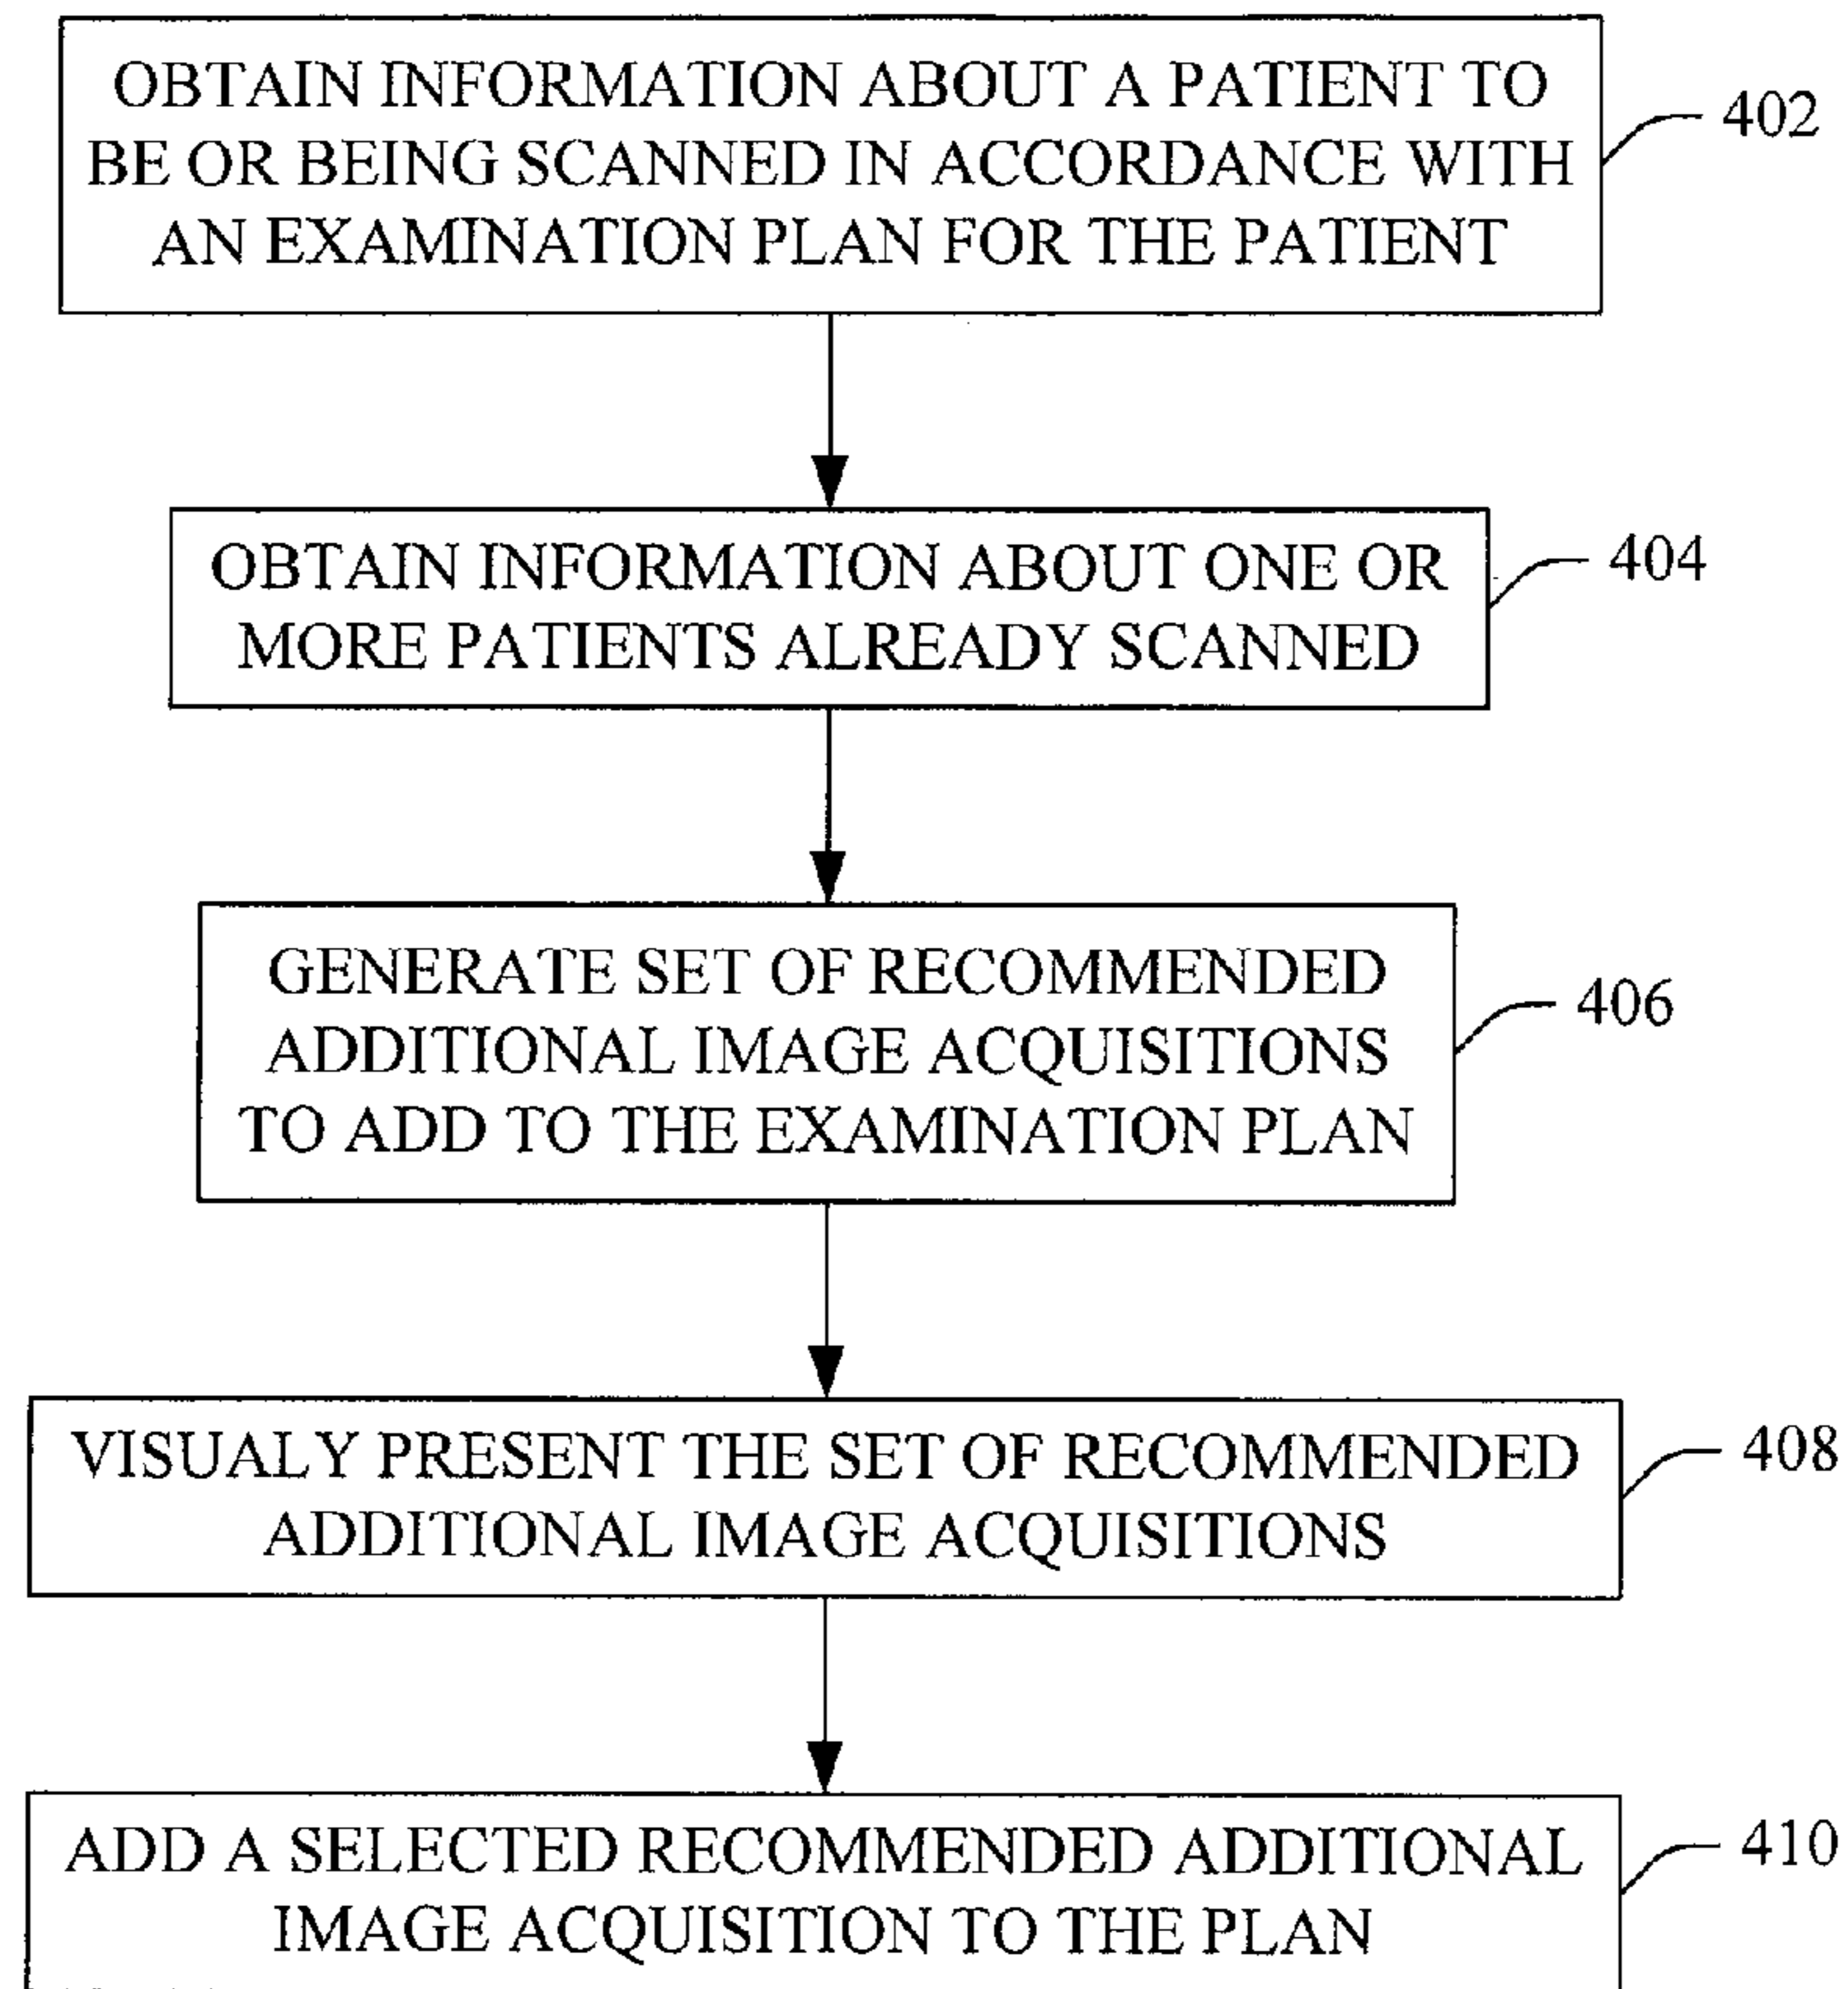 OBTAIN INFORMATION ABOUT A PATIENT TO
BE OR BEING SCANNED IN ACCORDANCE WITH
AN EXAMINATION PLAN FOR THE PATIENT
402
OBTAIN INFORMATION ABOUT ONE OR
MORE PATIENTS ALREADY SCANNED
404
GENERATE SET OF RECOMMENDED
ADDITIONAL IMAGE ACQUISITIONS
TO ADD TO THE EXAMINATION PLAN
406
VISUALY PRESENT THE SET OF RECOMMENDED
ADDITIONAL IMAGE ACQUISITIONS
408
ADD A SELECTED RECOMMENDED ADDITIONAL
IMAGE ACQUISITION TO THE PLAN
410